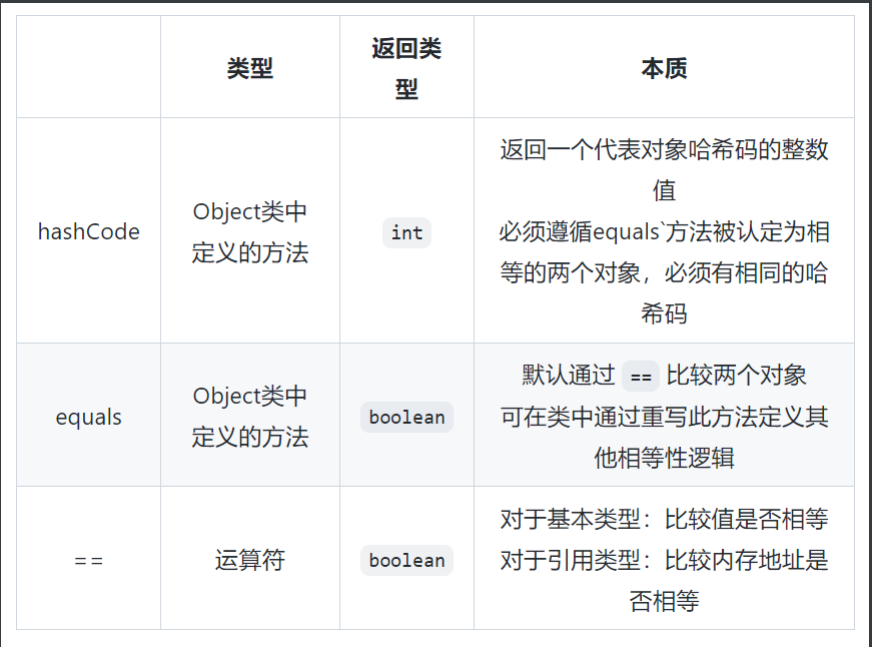 类型
返回类
型
本质
hashCode
Object类中
定义的方法
int
返回一个代表对象哈希码的整数
值
必须遵循equals`方法被认定为相
等的两个对象，必须有相同的哈
希码
equals
Object类中
定义的方法
boolean
默认通过 == 比较两个对象
可在类中通过重写此方法定义其
他相等性逻辑
==
运算符
boolean
对于基本类型：比较值是否相等
对于引用类型：比较内存地址是
否相等